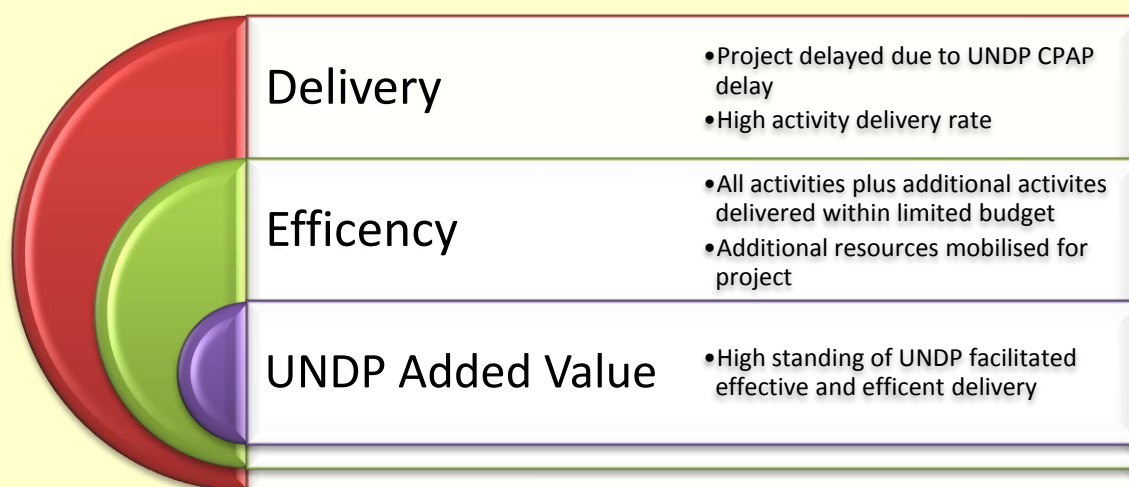 Delivery
•Project delayed due to UNDP CPAP
delay
•High activity delivery rate
Efficency
•All activities plus additional activites
delivered within limited budget
•Additional resources mobilised for
project
UNDP Added Value
•High standing of UNDP facilitated
effective and efficent delivery